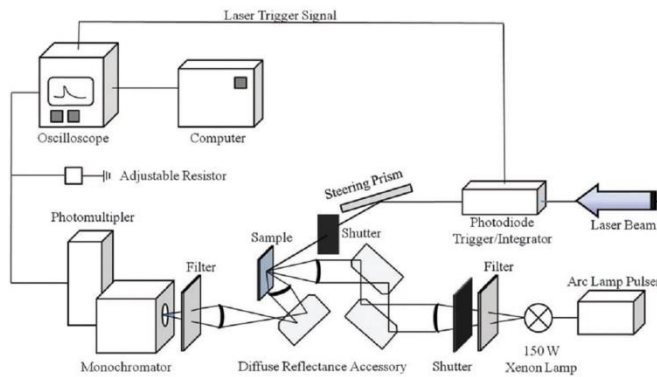 Laser Trigger Signal
Oscilloscope
Computer
Adjustable Resistor
Steering Prism
Photomultipler
Sample
Shutter
Photodiode
Trigger/Integrator
Laser Beam
Filter
Filter
Arc Lamp Pulser
Monochromator
Diffuse Reflectance Accessory
Shutter
150 W
Xenon Lamp